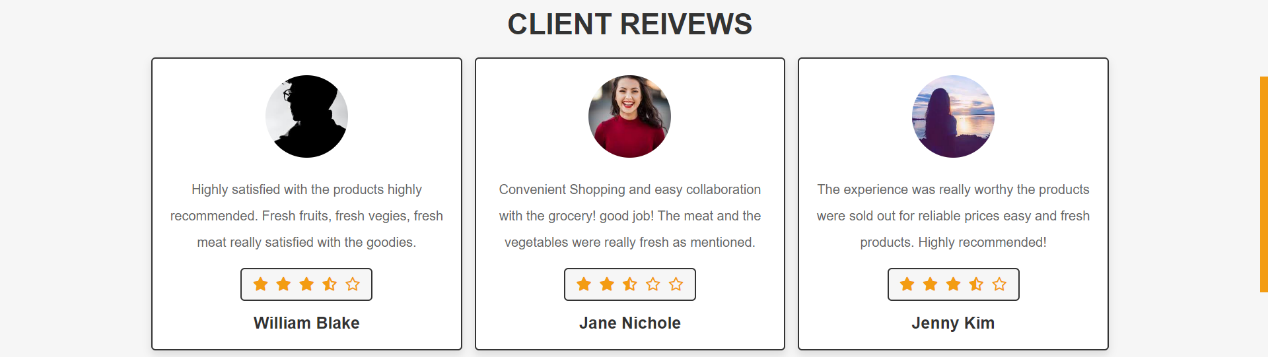 CLIENT REIVEWS
Highly satisfied with the products highly
recommended. Fresh fruits, fresh vegies, fresh
meat really satisfied with the goodies.
William Blake
Convenient Shopping and easy collaboration
with the grocery! good job! The meat and the
vegetables were really fresh as mentioned.
Jane Nichole
The experience was really worthy the products
were sold out for reliable prices easy and fresh
products. Highly recommended!
Jenny Kim